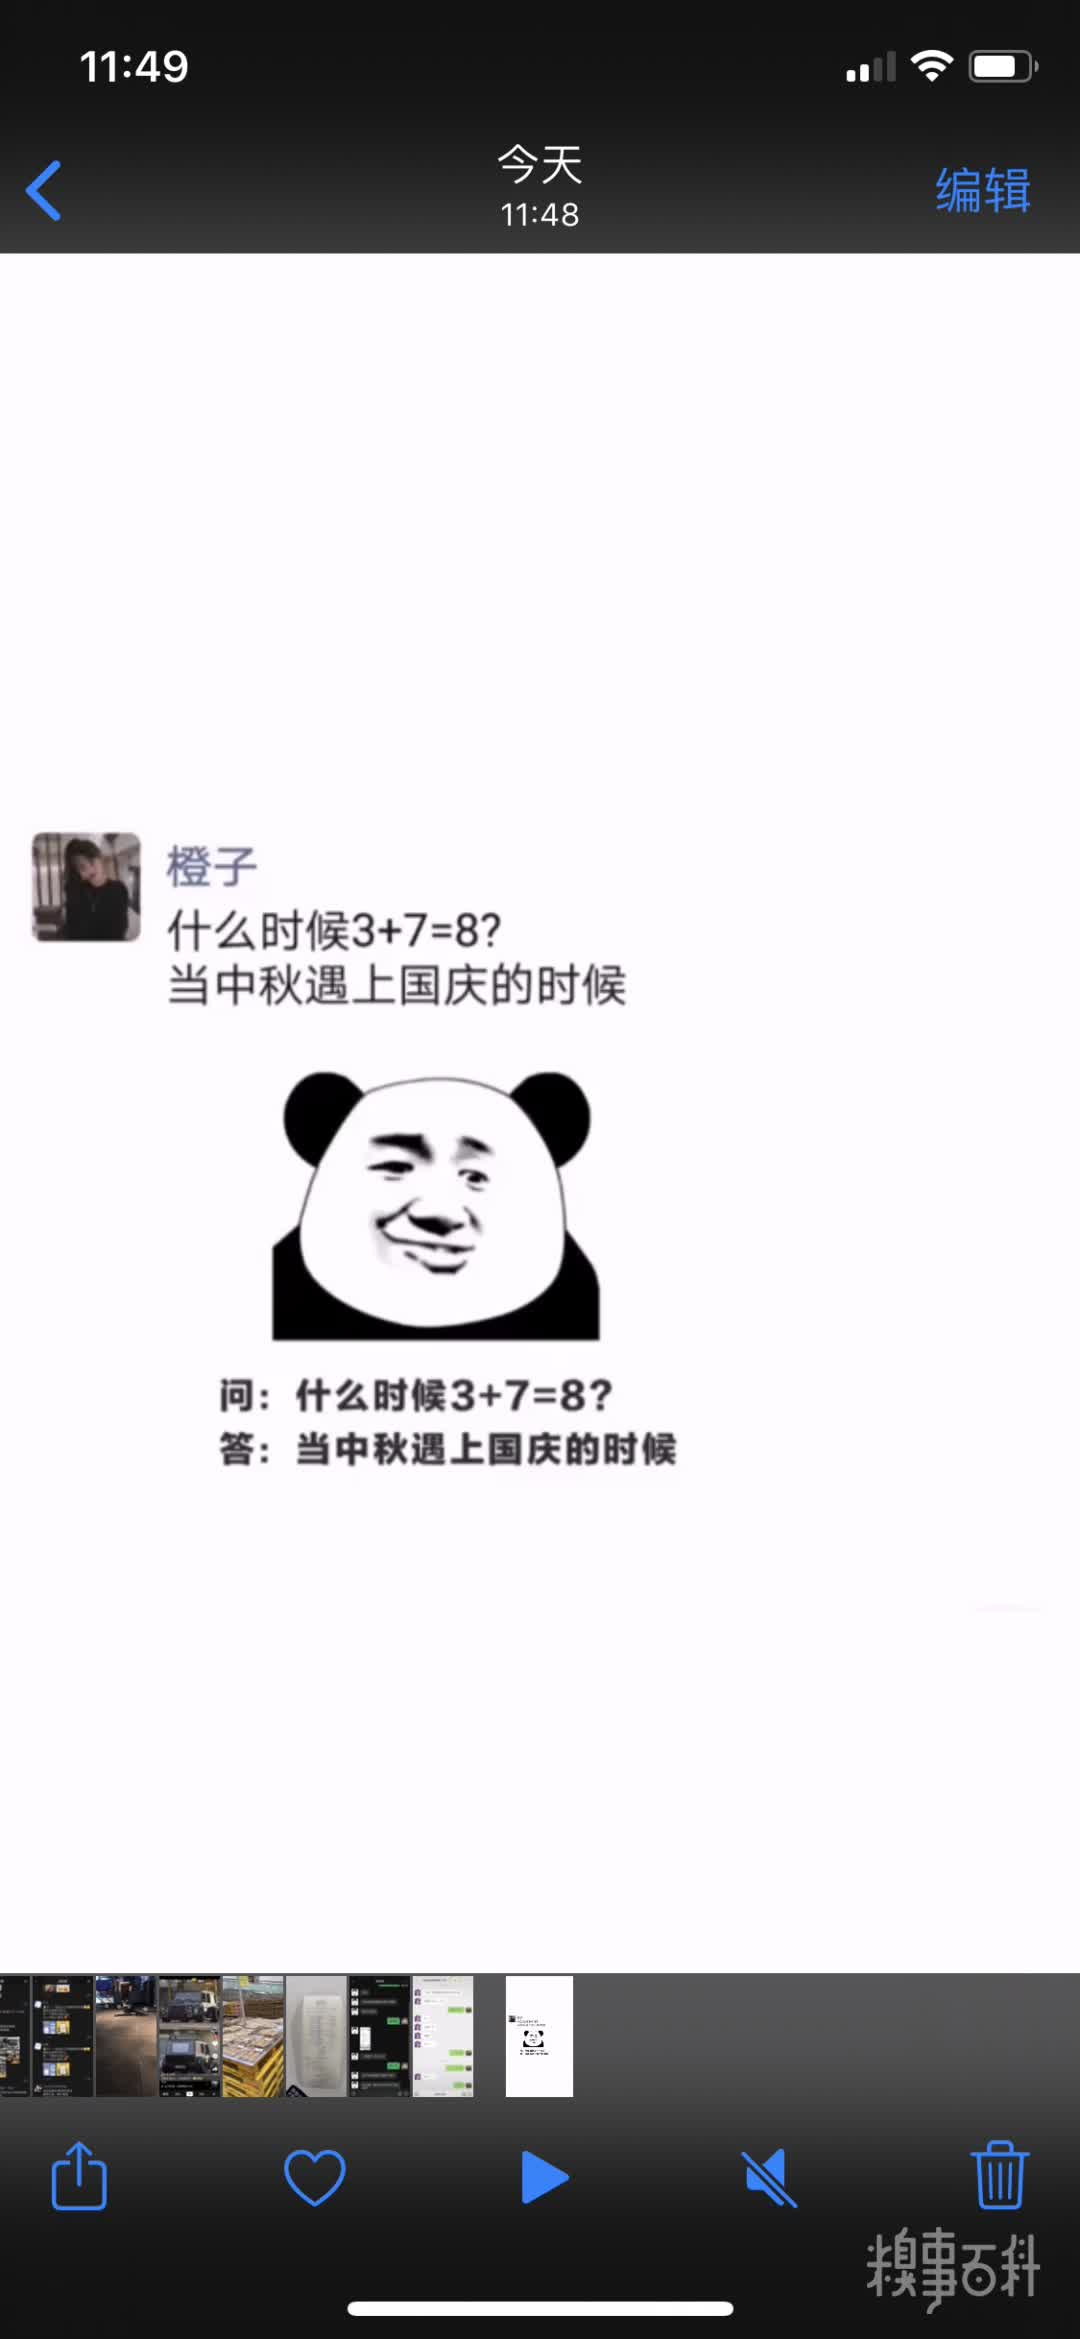 11:49
今天
11:48
编辑
橙子
什么时候3+7=8?
当中秋遇上国庆的时候
问：什么时候3+7=8?
答：当中秋遇上国庆的时候
糗事百科